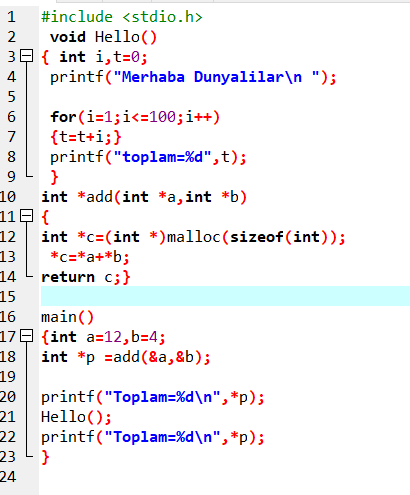 1 #include <stdio.h>
2 void Hello()
3 { int i,t=0;
4 printf("Merhaba Dunyalilar\n ");
5
6 for(i=1;i<=100;i++)
7 {t=t+i;}
8 printf("toplam=%d",t);
9 }
10 int *add(int *a,int *b)
11 {
12 int *c=(int *)malloc(sizeof(int));
13 *c=*a+*b;
14 return c;}
15
16 main()
17 {int a=12,b=4;
18 int *p =add(&a,&b);
19
20 printf("Toplam=%d\n",*p);
21 Hello();
22 printf("Toplam=%d\n",*p);
23 }
24